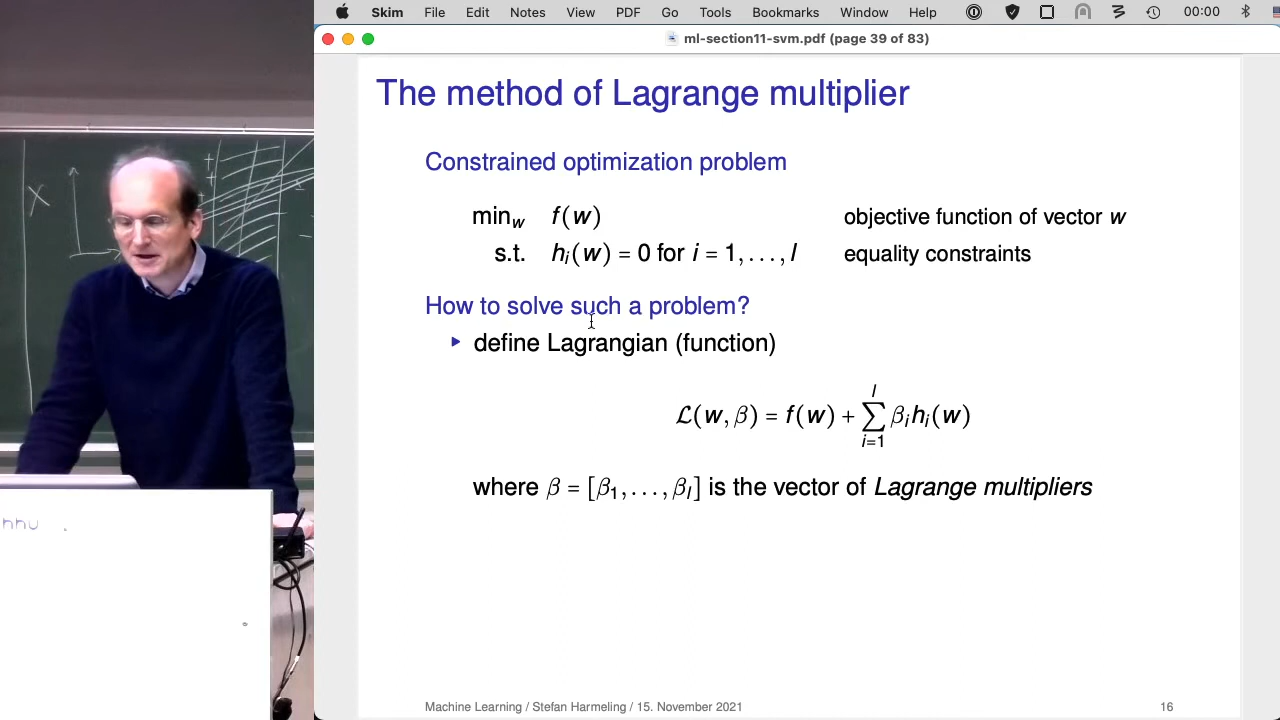 Skim File Edit Notes View PDF Go Tools Bookmarks Window Help 00:00
ml-section11-svm.pdf (page 39 of 83)
The method of Lagrange multiplier
Constrained optimization problem
min_w f(w) objective function of vector w
s.t. h_i(w) = 0 for i = 1, . . . , l equality constraints
How to solve such a problem?
▸ define Lagrangian (function)
ℒ(w, β) = f(w) + ∑_{i=1}^{l} β_i h_i(w)
where β = [β_1, . . . , β_l] is the vector of Lagrange multipliers
Machine Learning / Stefan Harmeling / 15. November 2021 16
X
hhu